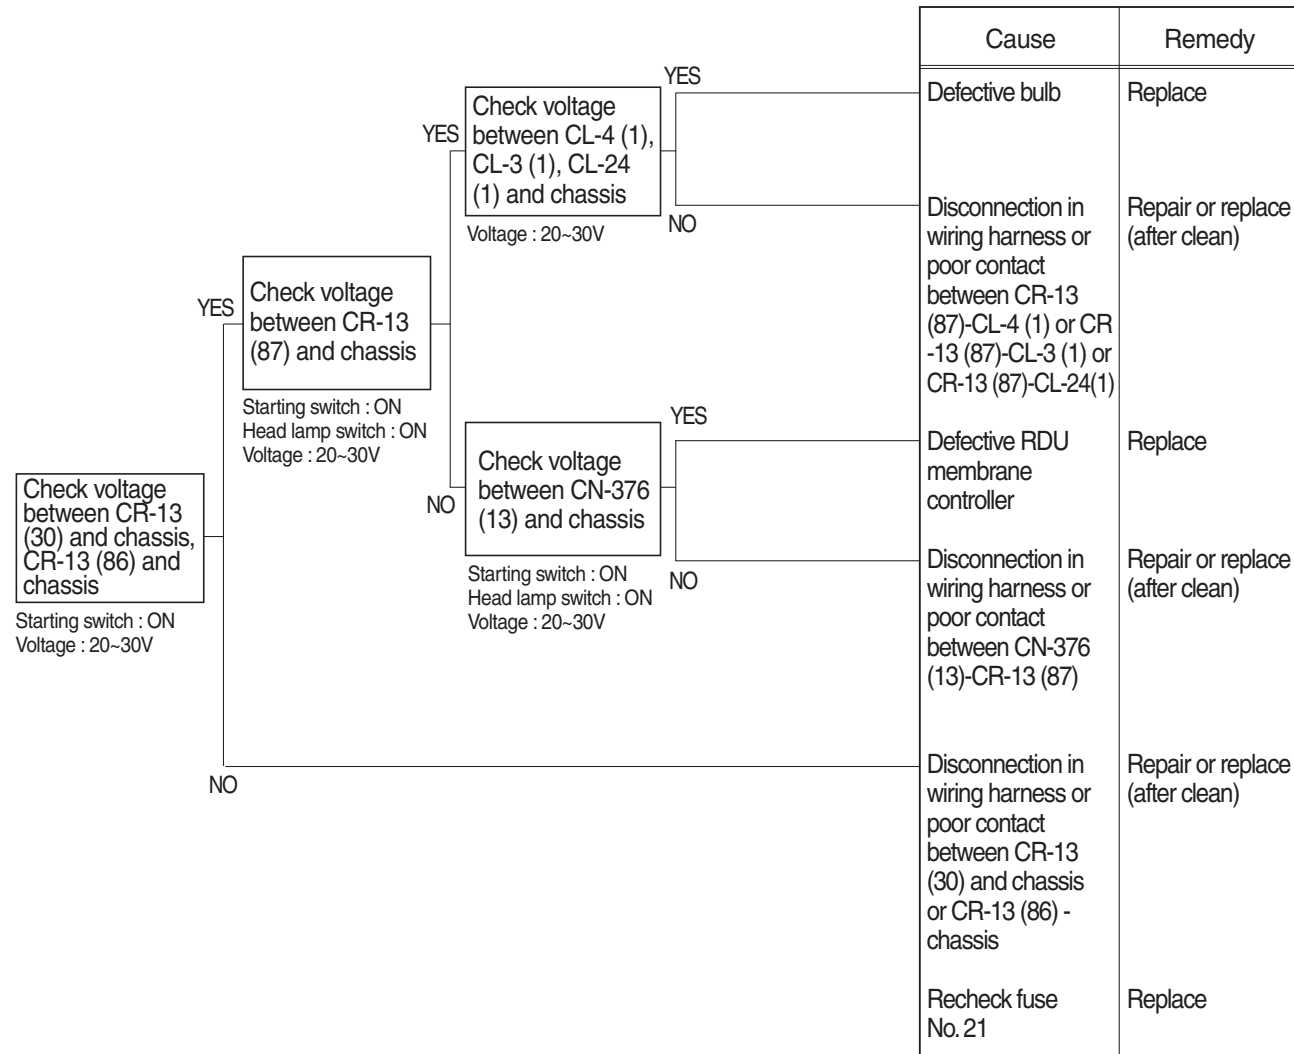 Cause
Remedy
YES
Defective bulb
Replace
Check voltage
between CL-4 (1),
CL-3 (1), CL-24
(1) and chassis
YES
Voltage : 20~30V
NO
Disconnection in
wiring harness or
poor contact
between CR-13
(87)-CL-4 (1) or CR
-13 (87)-CL-3 (1) or
CR-13 (87)-CL-24(1)
Repair or replace
(after clean)
YES
Check voltage
between CR-13
(87) and chassis
Starting switch : ON
Head lamp switch : ON
Voltage : 20~30V
YES
Defective RDU
membrane
controller
Replace
NO
Check voltage
between CN-376
(13) and chassis
Starting switch : ON
Head lamp switch : ON
Voltage : 20~30V
NO
Disconnection in
wiring harness or
poor contact
between CN-376
(13)-CR-13 (87)
Repair or replace
(after clean)
Check voltage
between CR-13
(30) and chassis,
CR-13 (86) and
chassis
Starting switch : ON
Voltage : 20~30V
NO
Disconnection in
wiring harness or
poor contact
between CR-13
(30) and chassis
or CR-13 (86) -
chassis
Repair or replace
(after clean)
Recheck fuse
No. 21
Replace